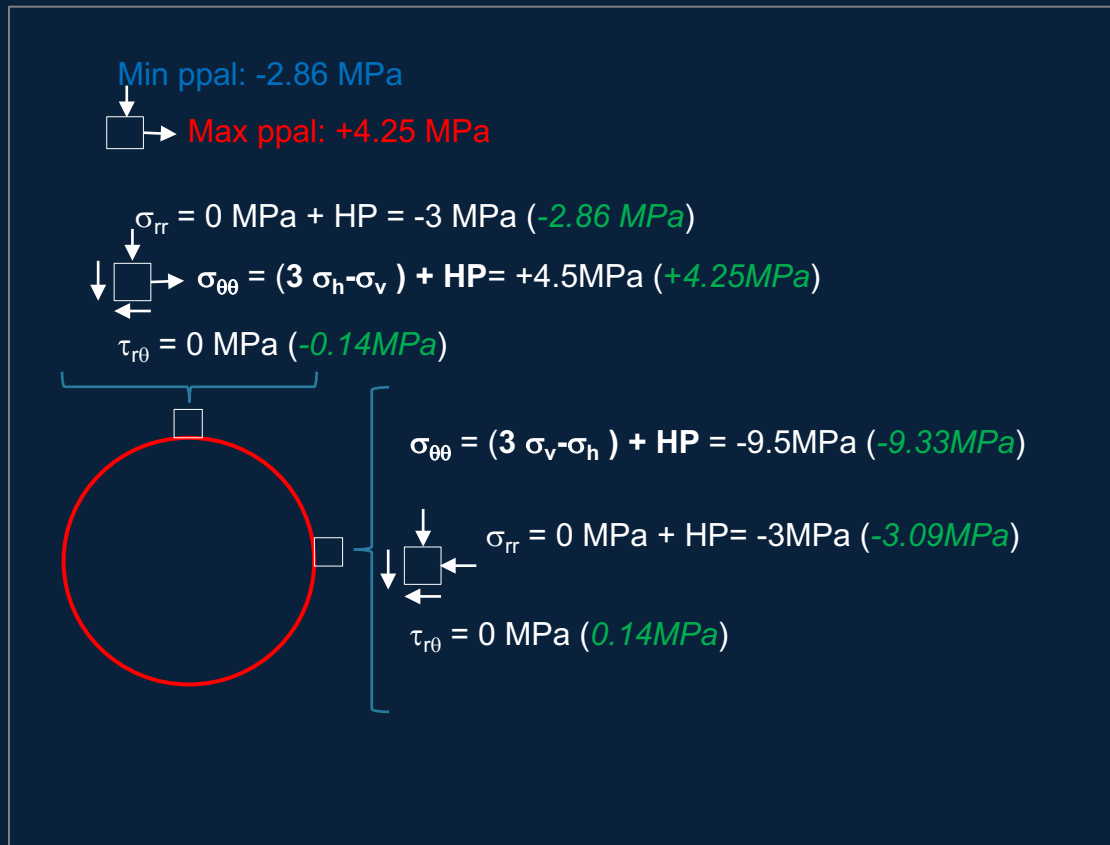 Min ppal: -2.86 MPa
Max ppal: +4.25 MPa
σrr = 0 MPa + HP = -3 MPa (-2.86 MPa)
σθθ = (3 σh-σv ) + HP= +4.5MPa (+4.25MPa)
τrθ = 0 MPa (-0.14MPa)
σθθ = (3 σv-σh ) + HP = -9.5MPa (-9.33MPa)
σrr = 0 MPa + HP= -3MPa (-3.09MPa)
τrθ = 0 MPa (0.14MPa)